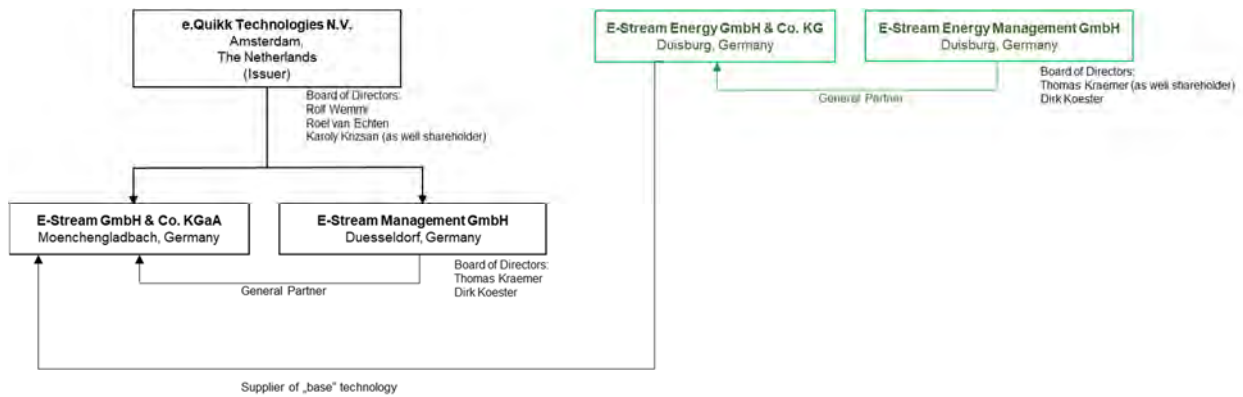 e.Quikk Technologies N.V.
Amsterdam,
The Netherlands
(Issuer)
Board of Directors:
Rolf Wemmi
Roel van Echten
Karoly Krizsan (as well shareholder)
E-Stream Energy GmbH & Co. KG
Duisburg, Germany
E-Stream Energy Management GmbH
Duisburg, Germany
General Partner
Board of Directors:
Thomas Kraemer (as well shareholder)
Dirk Koester
E-Stream GmbH & Co. KGaA
Moenchengladbach, Germany
E-Stream Management GmbH
Duesseldorf, Germany
General Partner
Board of Directors:
Thomas Kraemer
Dirk Koester
Supplier of „base" technology